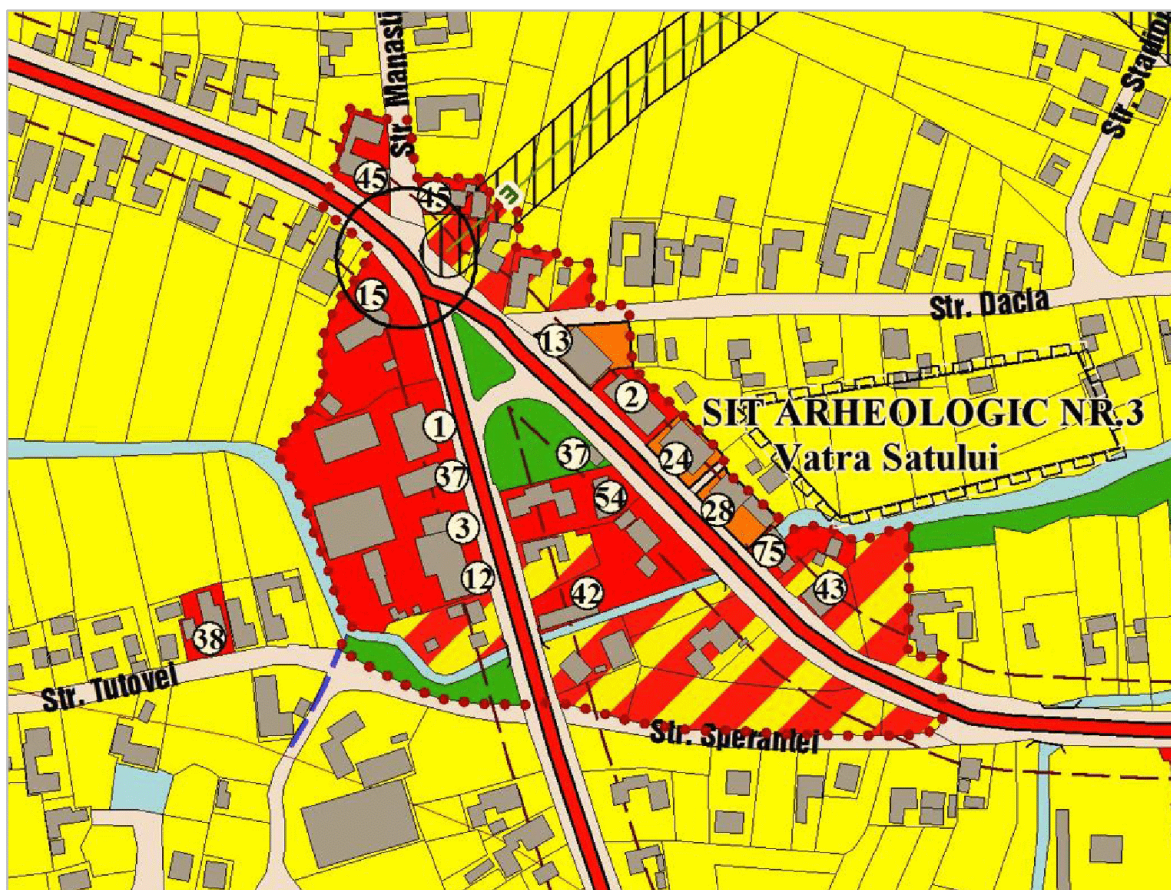 Str. Manasti
Str. Stadion
45
45
m
15
Str. Dacia
13
2
SIT ARHEOLOGIC NR.3
Vatra Satului
1
37
37
24
54
28
3
75
12
42
43
38
Str. Tutovei
Str. Sperantei